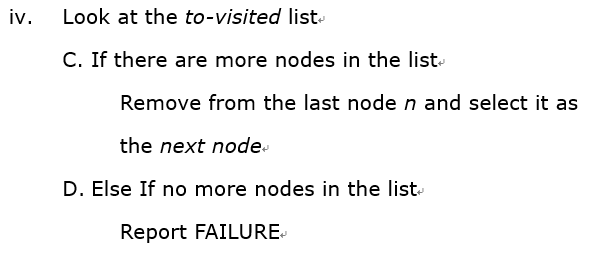 iv. Look at the to-visited list
C. If there are more nodes in the list
Remove from the last node n and select it as
the next node
D. Else If no more nodes in the list
Report FAILURE